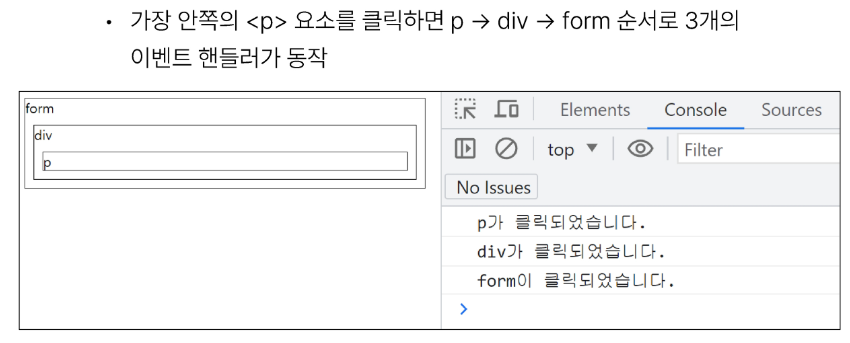 • 가장 안쪽의 <p> 요소를 클릭하면 p → div → form 순서로 3개의
이벤트 핸들러가 동작
form
div
p
Elements Console Sources
top ▼ Filter
No Issues
p가 클릭되었습니다.
div가 클릭되었습니다.
form이 클릭되었습니다.
>